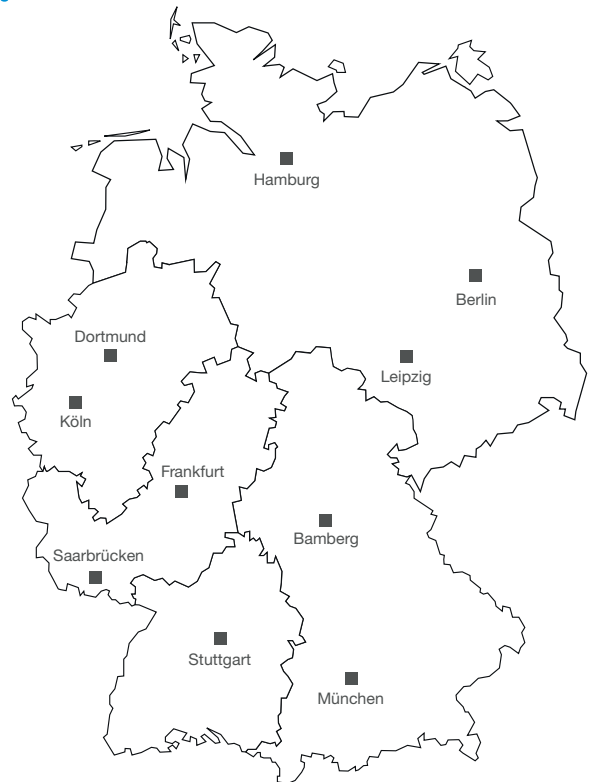 Hamburg
Berlin
Dortmund
Leipzig
Köln
Frankfurt
Bamberg
Saarbrücken
Stuttgart
München